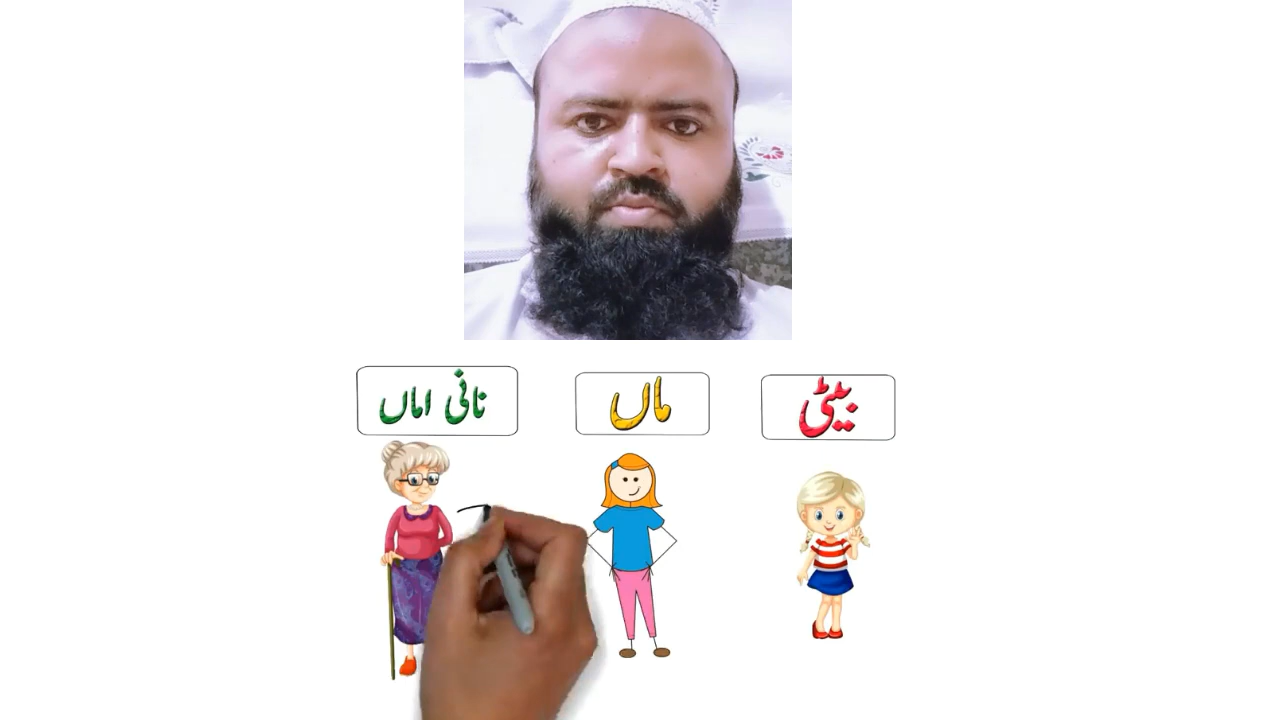 بیٹی
ماں
نانی اماں